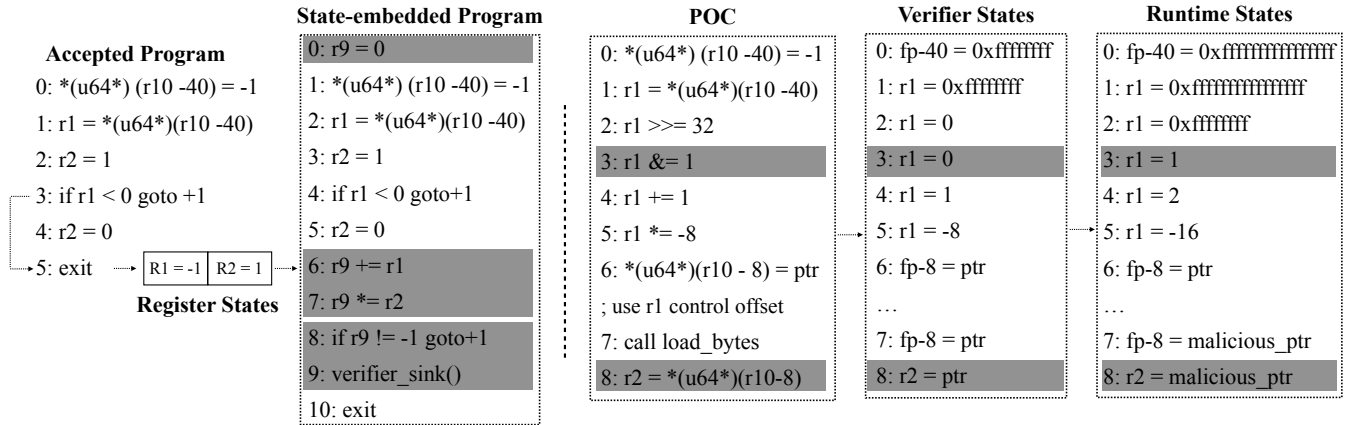 Accepted Program
0: *(u64*) (r10 -40) = -1
1: r1 = *(u64*)(r10 -40)
2: r2 = 1
3: if r1 < 0 goto +1
4: r2 = 0
5: exit
R1 = -1 R2 = 1
Register States
State-embedded Program
0: r9 = 0
1: *(u64*) (r10 -40) = -1
2: r1 = *(u64*)(r10 -40)
3: r2 = 1
4: if r1 < 0 goto+1
5: r2 = 0
6: r9 += r1
7: r9 *= r2
8: if r9 != -1 goto+1
9: verifier_sink()
10: exit
POC
0: *(u64*) (r10 -40) = -1
1: r1 = *(u64*)(r10 -40)
2: r1 >>= 32
3: r1 &= 1
4: r1 += 1
5: r1 *= -8
6: *(u64*)(r10 - 8) = ptr
; use r1 control offset
7: call load_bytes
8: r2 = *(u64*)(r10-8)
Verifier States
0: fp-40 = 0xffffffff
1: r1 = 0xffffffff
2: r1 = 0
3: r1 = 0
4: r1 = 1
5: r1 = -8
6: fp-8 = ptr
…
7: fp-8 = ptr
8: r2 = ptr
Runtime States
0: fp-40 = 0xffffffffffffffff
1: r1 = 0xffffffffffffffff
2: r1 = 0xffffffff
3: r1 = 1
4: r1 = 2
5: r1 = -16
6: fp-8 = ptr
…
7: fp-8 = malicious_ptr
8: r2 = malicious_ptr